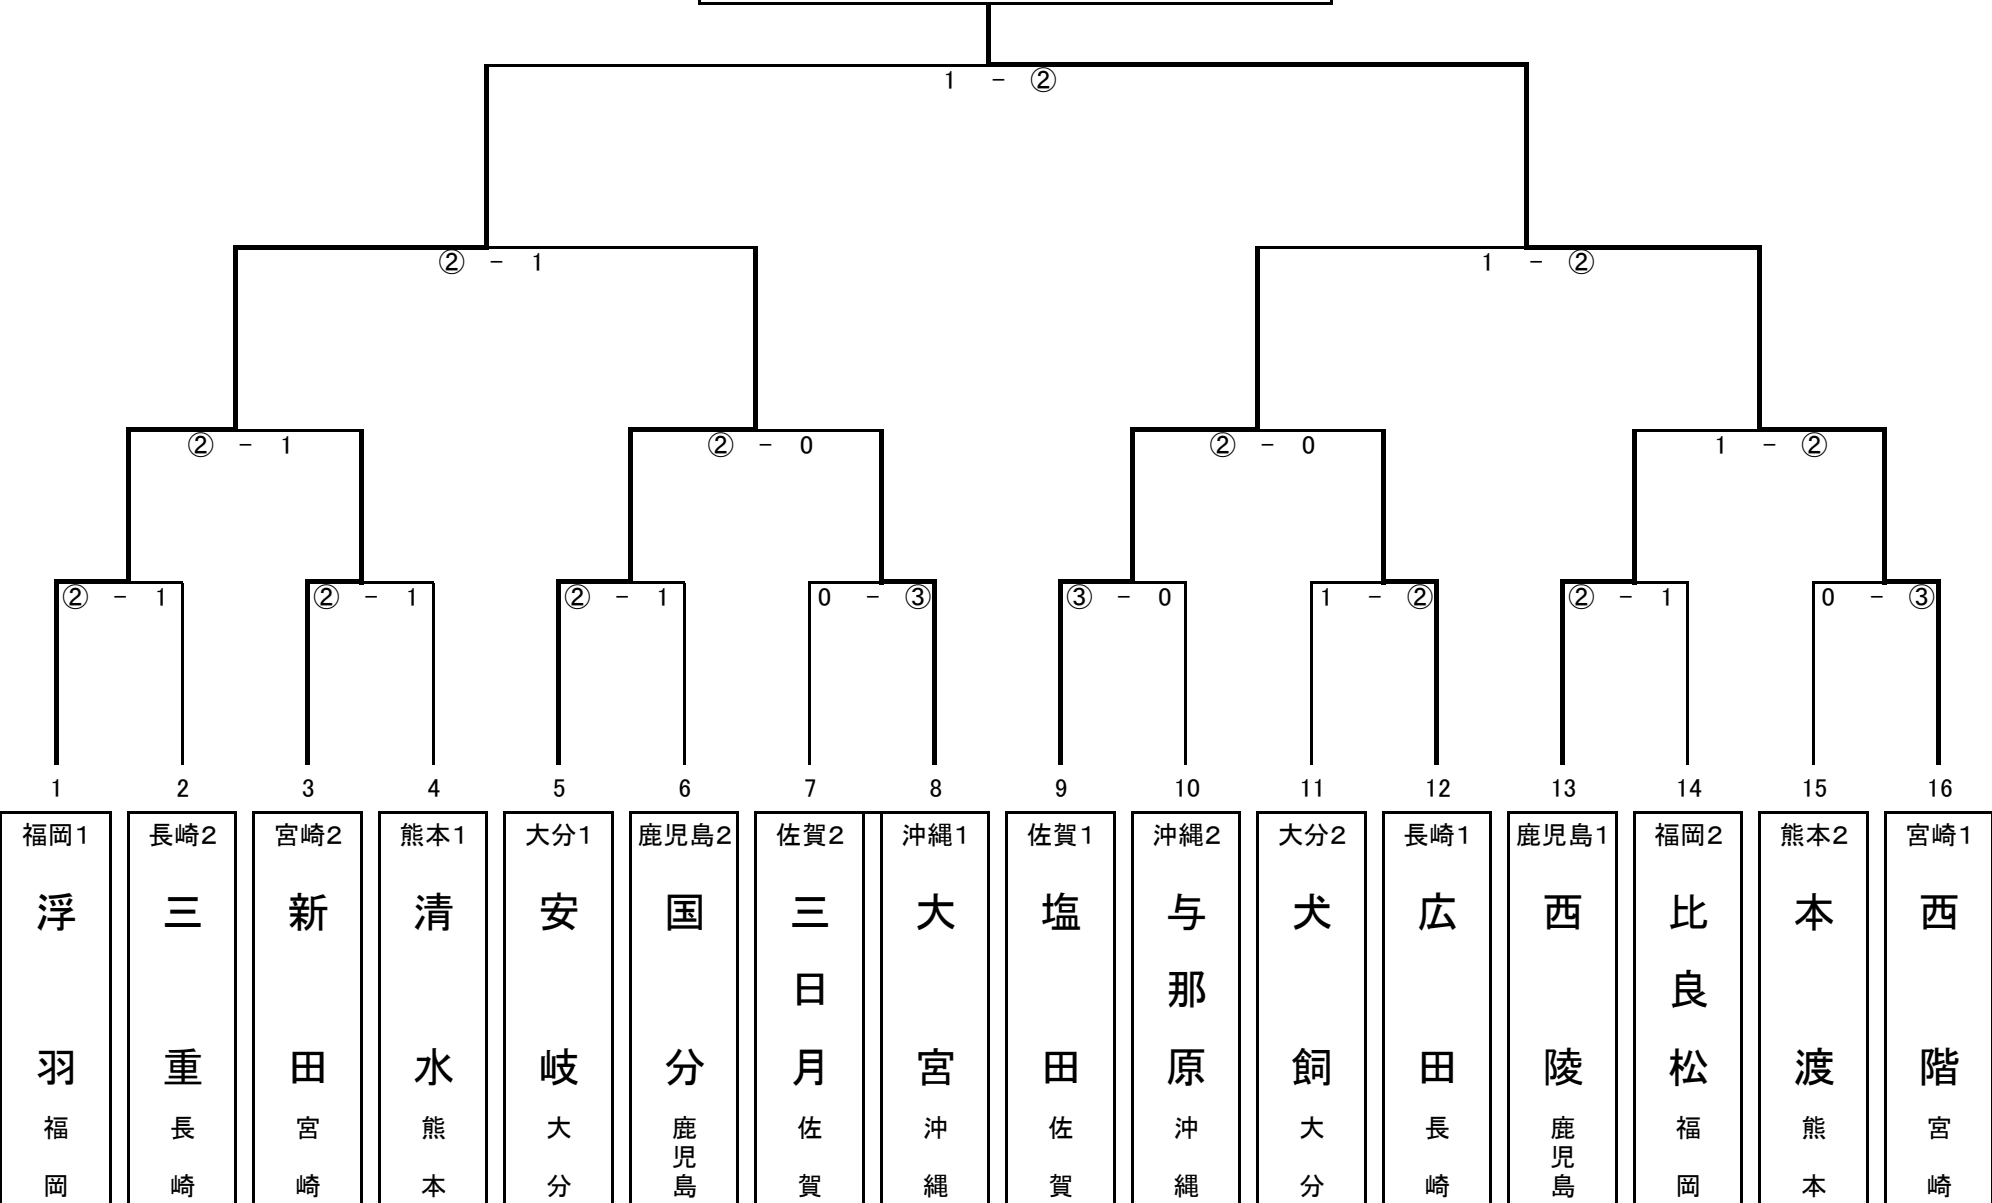 1 － ②
② － 1
1 － ②
② － 1
② － 0
② － 0
1 － ②
② － 1
② － 1
② － 1
0 － ③
③ － 0
1 － ②
② － 1
0 － ③
1 2 3 4 5 6 7 8 9 10 11 12 13 14 15 16
福岡1
浮羽
福岡
長崎2
三重
長崎
宮崎2
新田
宮崎
熊本1
清水
熊本
大分1
安岐
大分
鹿児島2
国分
鹿児島
佐賀2
三日月
佐賀
沖縄1
大宮
沖縄
佐賀1
塩田
佐賀
沖縄2
与那原
沖縄
大分2
犬飼
大分
長崎1
広田
長崎
鹿児島1
西陵
鹿児島
福岡2
比良松
福岡
熊本2
本渡
熊本
宮崎1
西階
宮崎